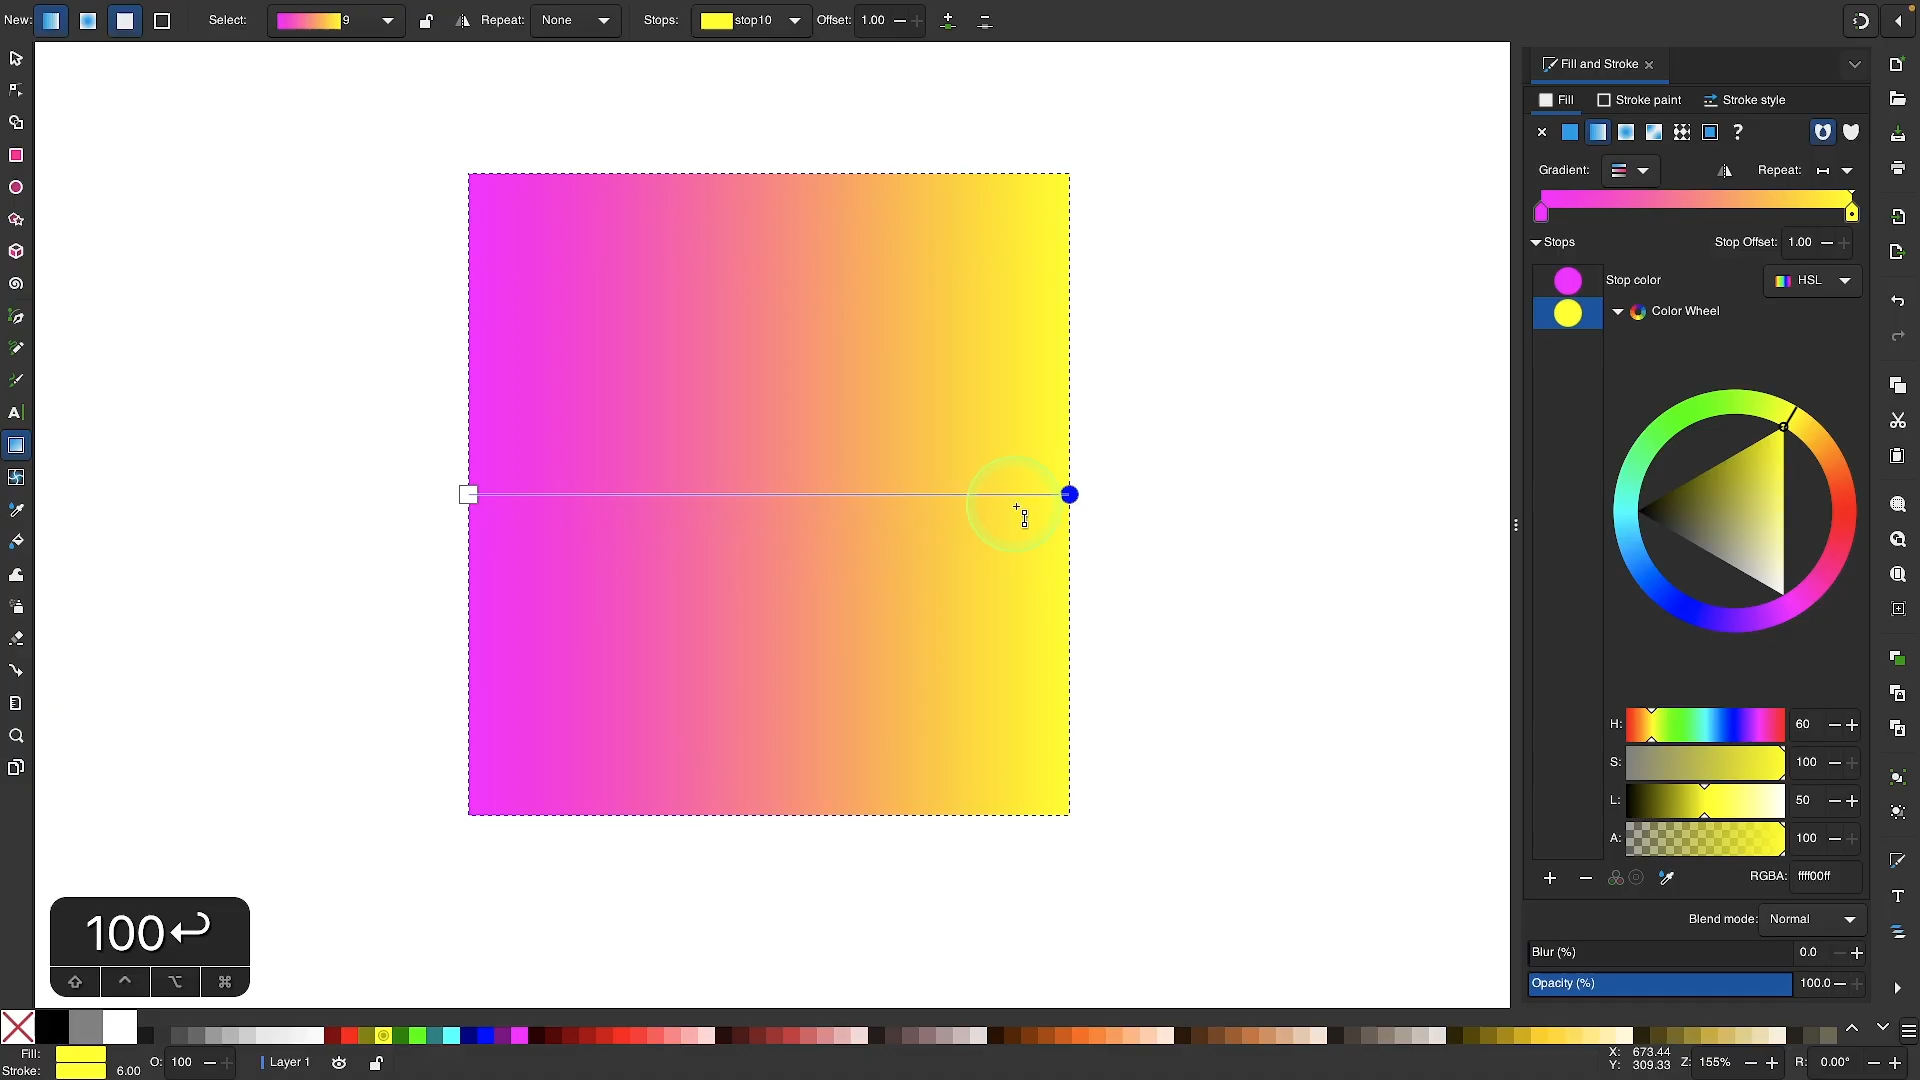 New:
Select:
9
Repeat:
None
Stops:
stop10
Offset:
1.00
Fill and Stroke
Fill
Stroke paint
Stroke style
?
Gradient:
Repeat:
Stops
Stop Offset:
1.00
Stop color
HSL
Color Wheel
H:
60
S:
100
L:
50
A:
100
RGBA:
ffff00ff
Blend mode:
Normal
Blur (%)
0.0
Opacity (%)
100.0
100
Fill:
Stroke:
6.00
O:
100
Layer 1
X: 673.44
Y: 309.33
Z:
155%
R:
0.00°